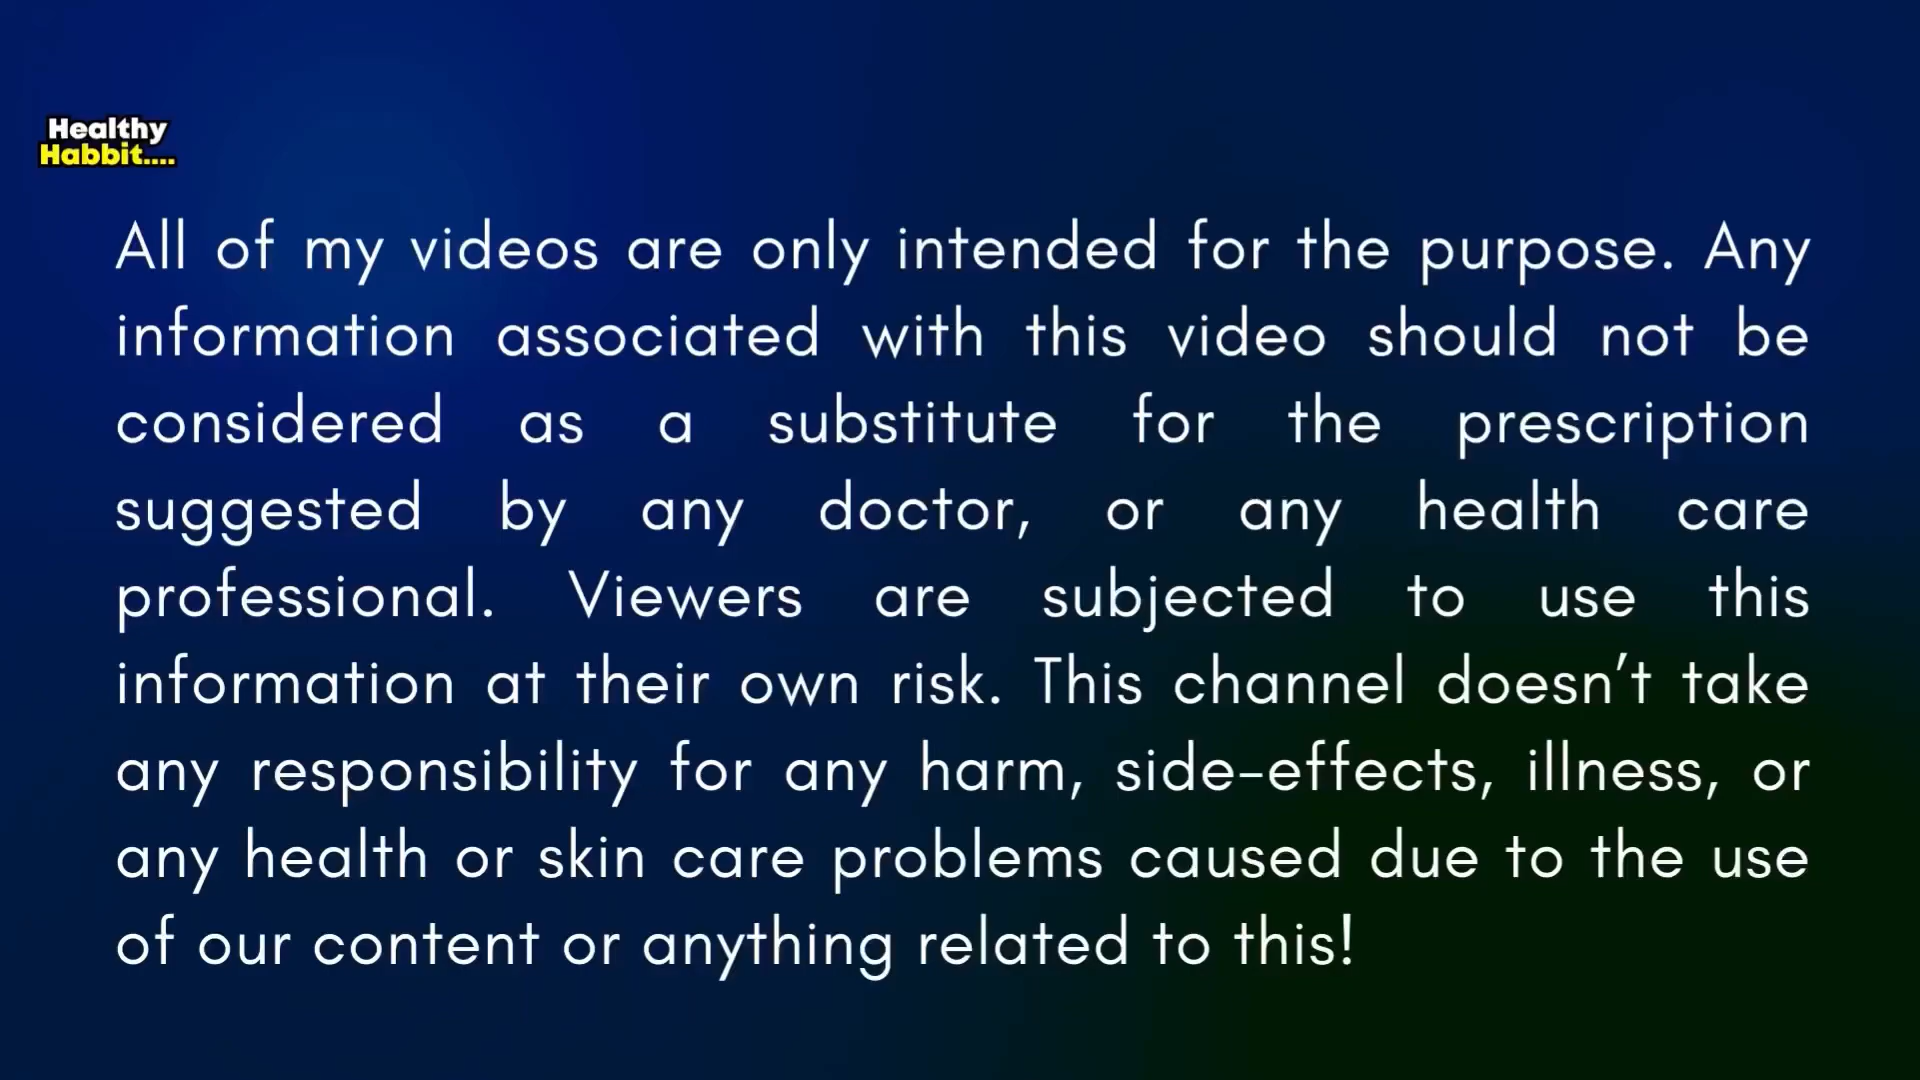 Healthy
Habbit....
All of my videos are only intended for the purpose. Any
information associated with this video should not be
considered as a substitute for the prescription
suggested by any doctor, or any health care
professional. Viewers are subjected to use this
information at their own risk. This channel doesn’t take
any responsibility for any harm, side-effects, illness, or
any health or skin care problems caused due to the use
of our content or anything related to this!